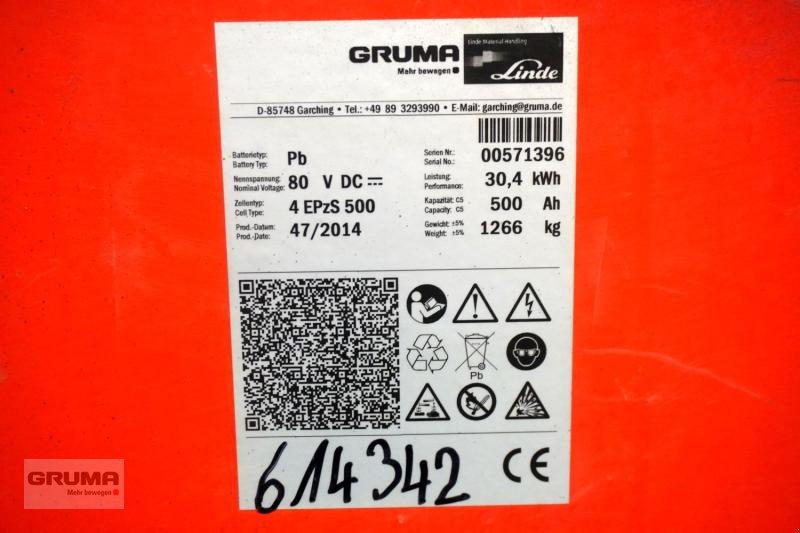 GRUMA
Mehr bewegen
Linde Material Handling
Linde
D-85748 Garching • Tel.: +49 89 3293990 • E-Mail: garching@gruma.de
Batterietyp:
Battery Typ: Pb
Serien Nr.:
Serial No.: 00571396
Nennspannung:
Nominal Voltage: 80 V DC
Leistung:
Performance: 30,4 kWh
Zellentyp:
Cell Type: 4 EPzS 500
Kapazität: C5
Capacity: C5 500 Ah
Prod.-Datum:
Prod.-Date: 47/2014
Gewicht: ±5%
Weight: ±5% 1266 kg
Pb
614342
CE
GRUMA
Mehr bewegen